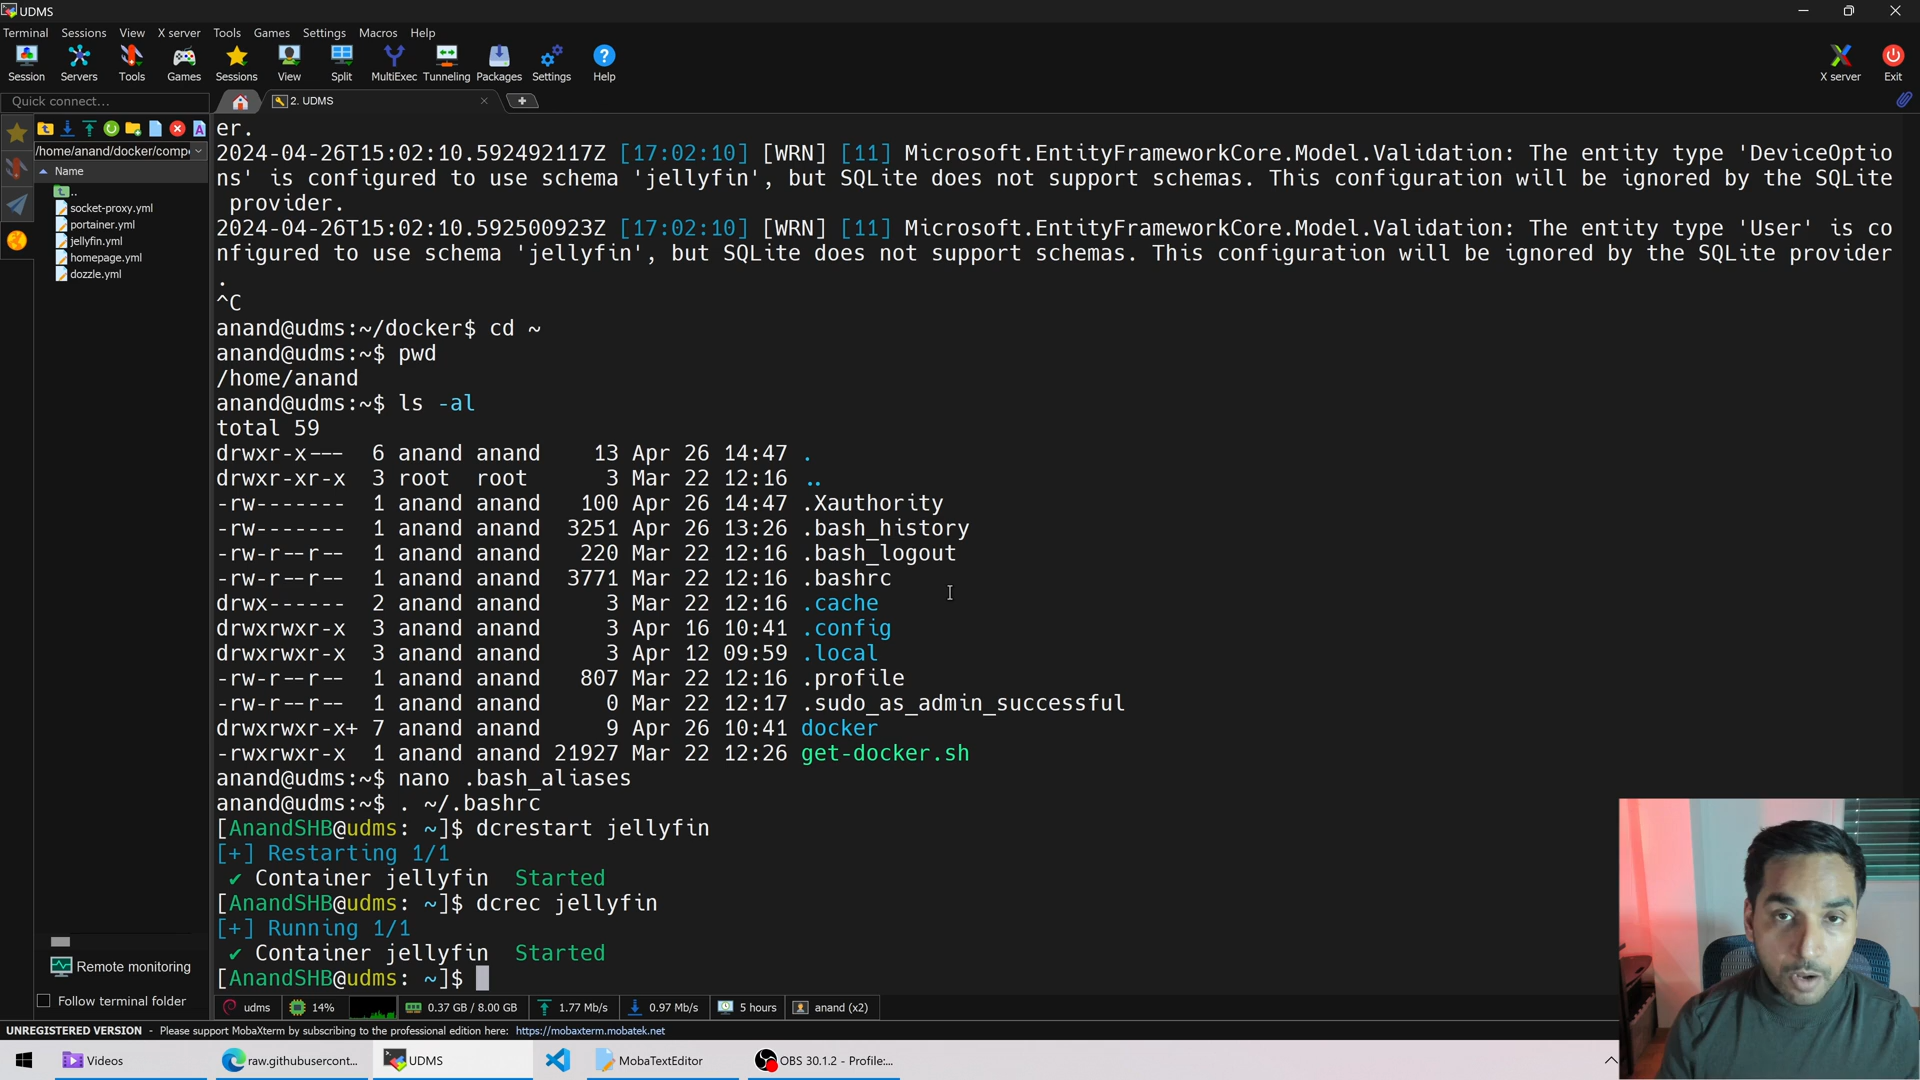 UDMS
Terminal Sessions View X server Tools Games Settings Macros Help
Session Servers Tools Games Sessions View Split MultiExec Tunneling Packages Settings Help X server Exit
Quick connect...
2. UDMS
/home/anand/docker/comp
Name
..
socket-proxy.yml
portainer.yml
jellyfin.yml
homepage.yml
dozzle.yml
er.
2024-04-26T15:02:10.592492117Z [17:02:10] [WRN] [11] Microsoft.EntityFrameworkCore.Model.Validation: The entity type 'DeviceOptio
ns' is configured to use schema 'jellyfin', but SQLite does not support schemas. This configuration will be ignored by the SQLite
provider.
2024-04-26T15:02:10.592500923Z [17:02:10] [WRN] [11] Microsoft.EntityFrameworkCore.Model.Validation: The entity type 'User' is co
nfigured to use schema 'jellyfin', but SQLite does not support schemas. This configuration will be ignored by the SQLite provider
.
^C
anand@udms:~/docker$ cd ~
anand@udms:~$ pwd
/home/anand
anand@udms:~$ ls -al
total 59
drwxr-x--- 6 anand anand 13 Apr 26 14:47 .
drwxr-xr-x 3 root root 3 Mar 22 12:16 ..
-rw------- 1 anand anand 100 Apr 26 14:47 .Xauthority
-rw------- 1 anand anand 3251 Apr 26 13:26 .bash_history
-rw-r--r-- 1 anand anand 220 Mar 22 12:16 .bash_logout
-rw-r--r-- 1 anand anand 3771 Mar 22 12:16 .bashrc
drwx------ 2 anand anand 3 Mar 22 12:16 .cache
drwxrwxr-x 3 anand anand 3 Apr 16 10:41 .config
drwxrwxr-x 3 anand anand 3 Apr 12 09:59 .local
-rw-r--r-- 1 anand anand 807 Mar 22 12:16 .profile
-rw-r--r-- 1 anand anand 0 Mar 22 12:17 .sudo_as_admin_successful
drwxrwxr-x+ 7 anand anand 9 Apr 26 10:41 docker
-rwxrwxr-x 1 anand anand 21927 Mar 22 12:26 get-docker.sh
anand@udms:~$ nano .bash_aliases
anand@udms:~$ . ~/.bashrc
[AnandSHB@udms: ~]$ dcrestart jellyfin
[+] Restarting 1/1
✔ Container jellyfin Started
[AnandSHB@udms: ~]$ dcrec jellyfin
[+] Running 1/1
✔ Container jellyfin Started
[AnandSHB@udms: ~]$
Remote monitoring
Follow terminal folder
udms 14% 0.37 GB / 8.00 GB 1.77 Mb/s 0.97 Mb/s 5 hours anand (x2)
UNREGISTERED VERSION - Please support MobaXterm by subscribing to the professional edition here: https://mobaxterm.mobatek.net
Videos raw.githubusercont... UDMS MobaTextEditor OBS 30.1.2 - Profile:...